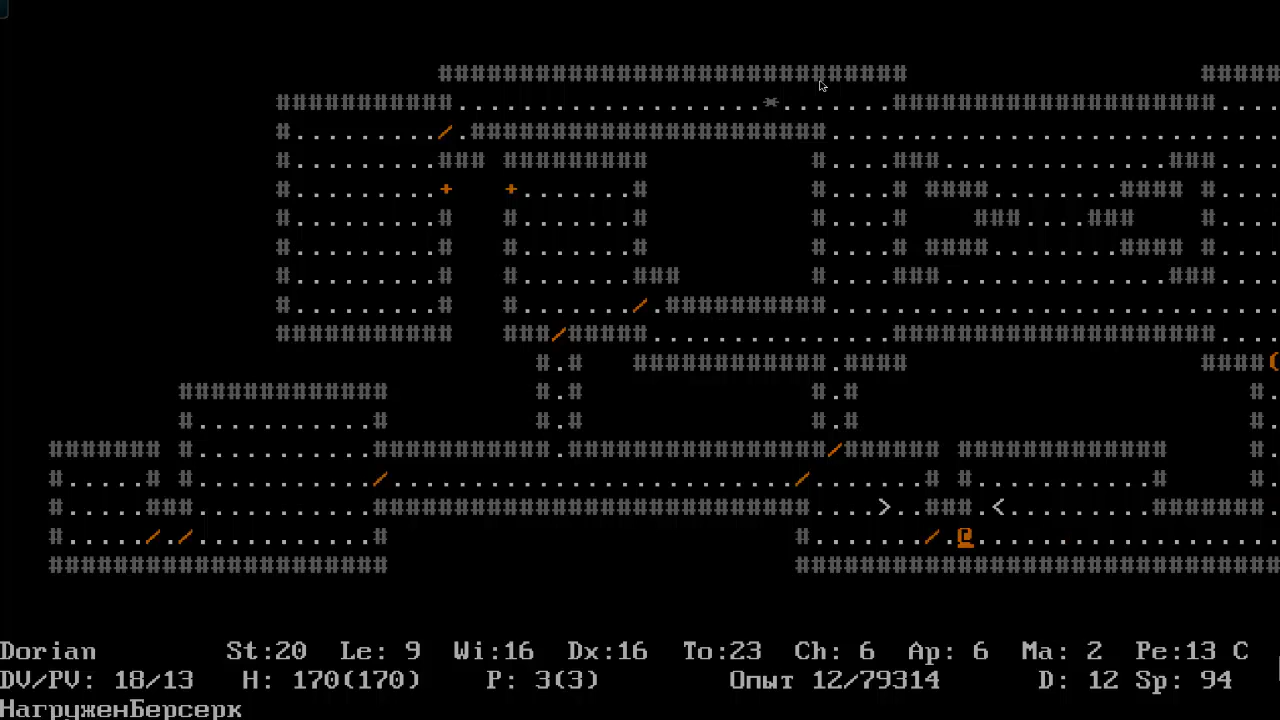 Dorian St:20 Le: 9 Wi:16 Dx:16 To:23 Ch: 6 Ap: 6 Ma: 2 Pe:13 C
DV/PV: 18/13 H: 170(170) P: 3(3) Опыт 12/79314 D: 12 Sp: 94
НагруженБерсерк